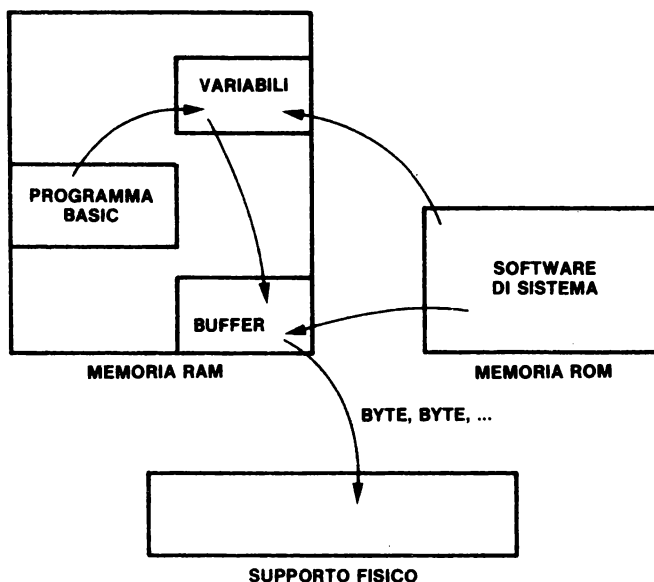 VARIABILI
PROGRAMMA
BASIC
SOFTWARE
DI SISTEMA
BUFFER
MEMORIA RAM
MEMORIA ROM
BYTE, BYTE, ...
SUPPORTO FISICO